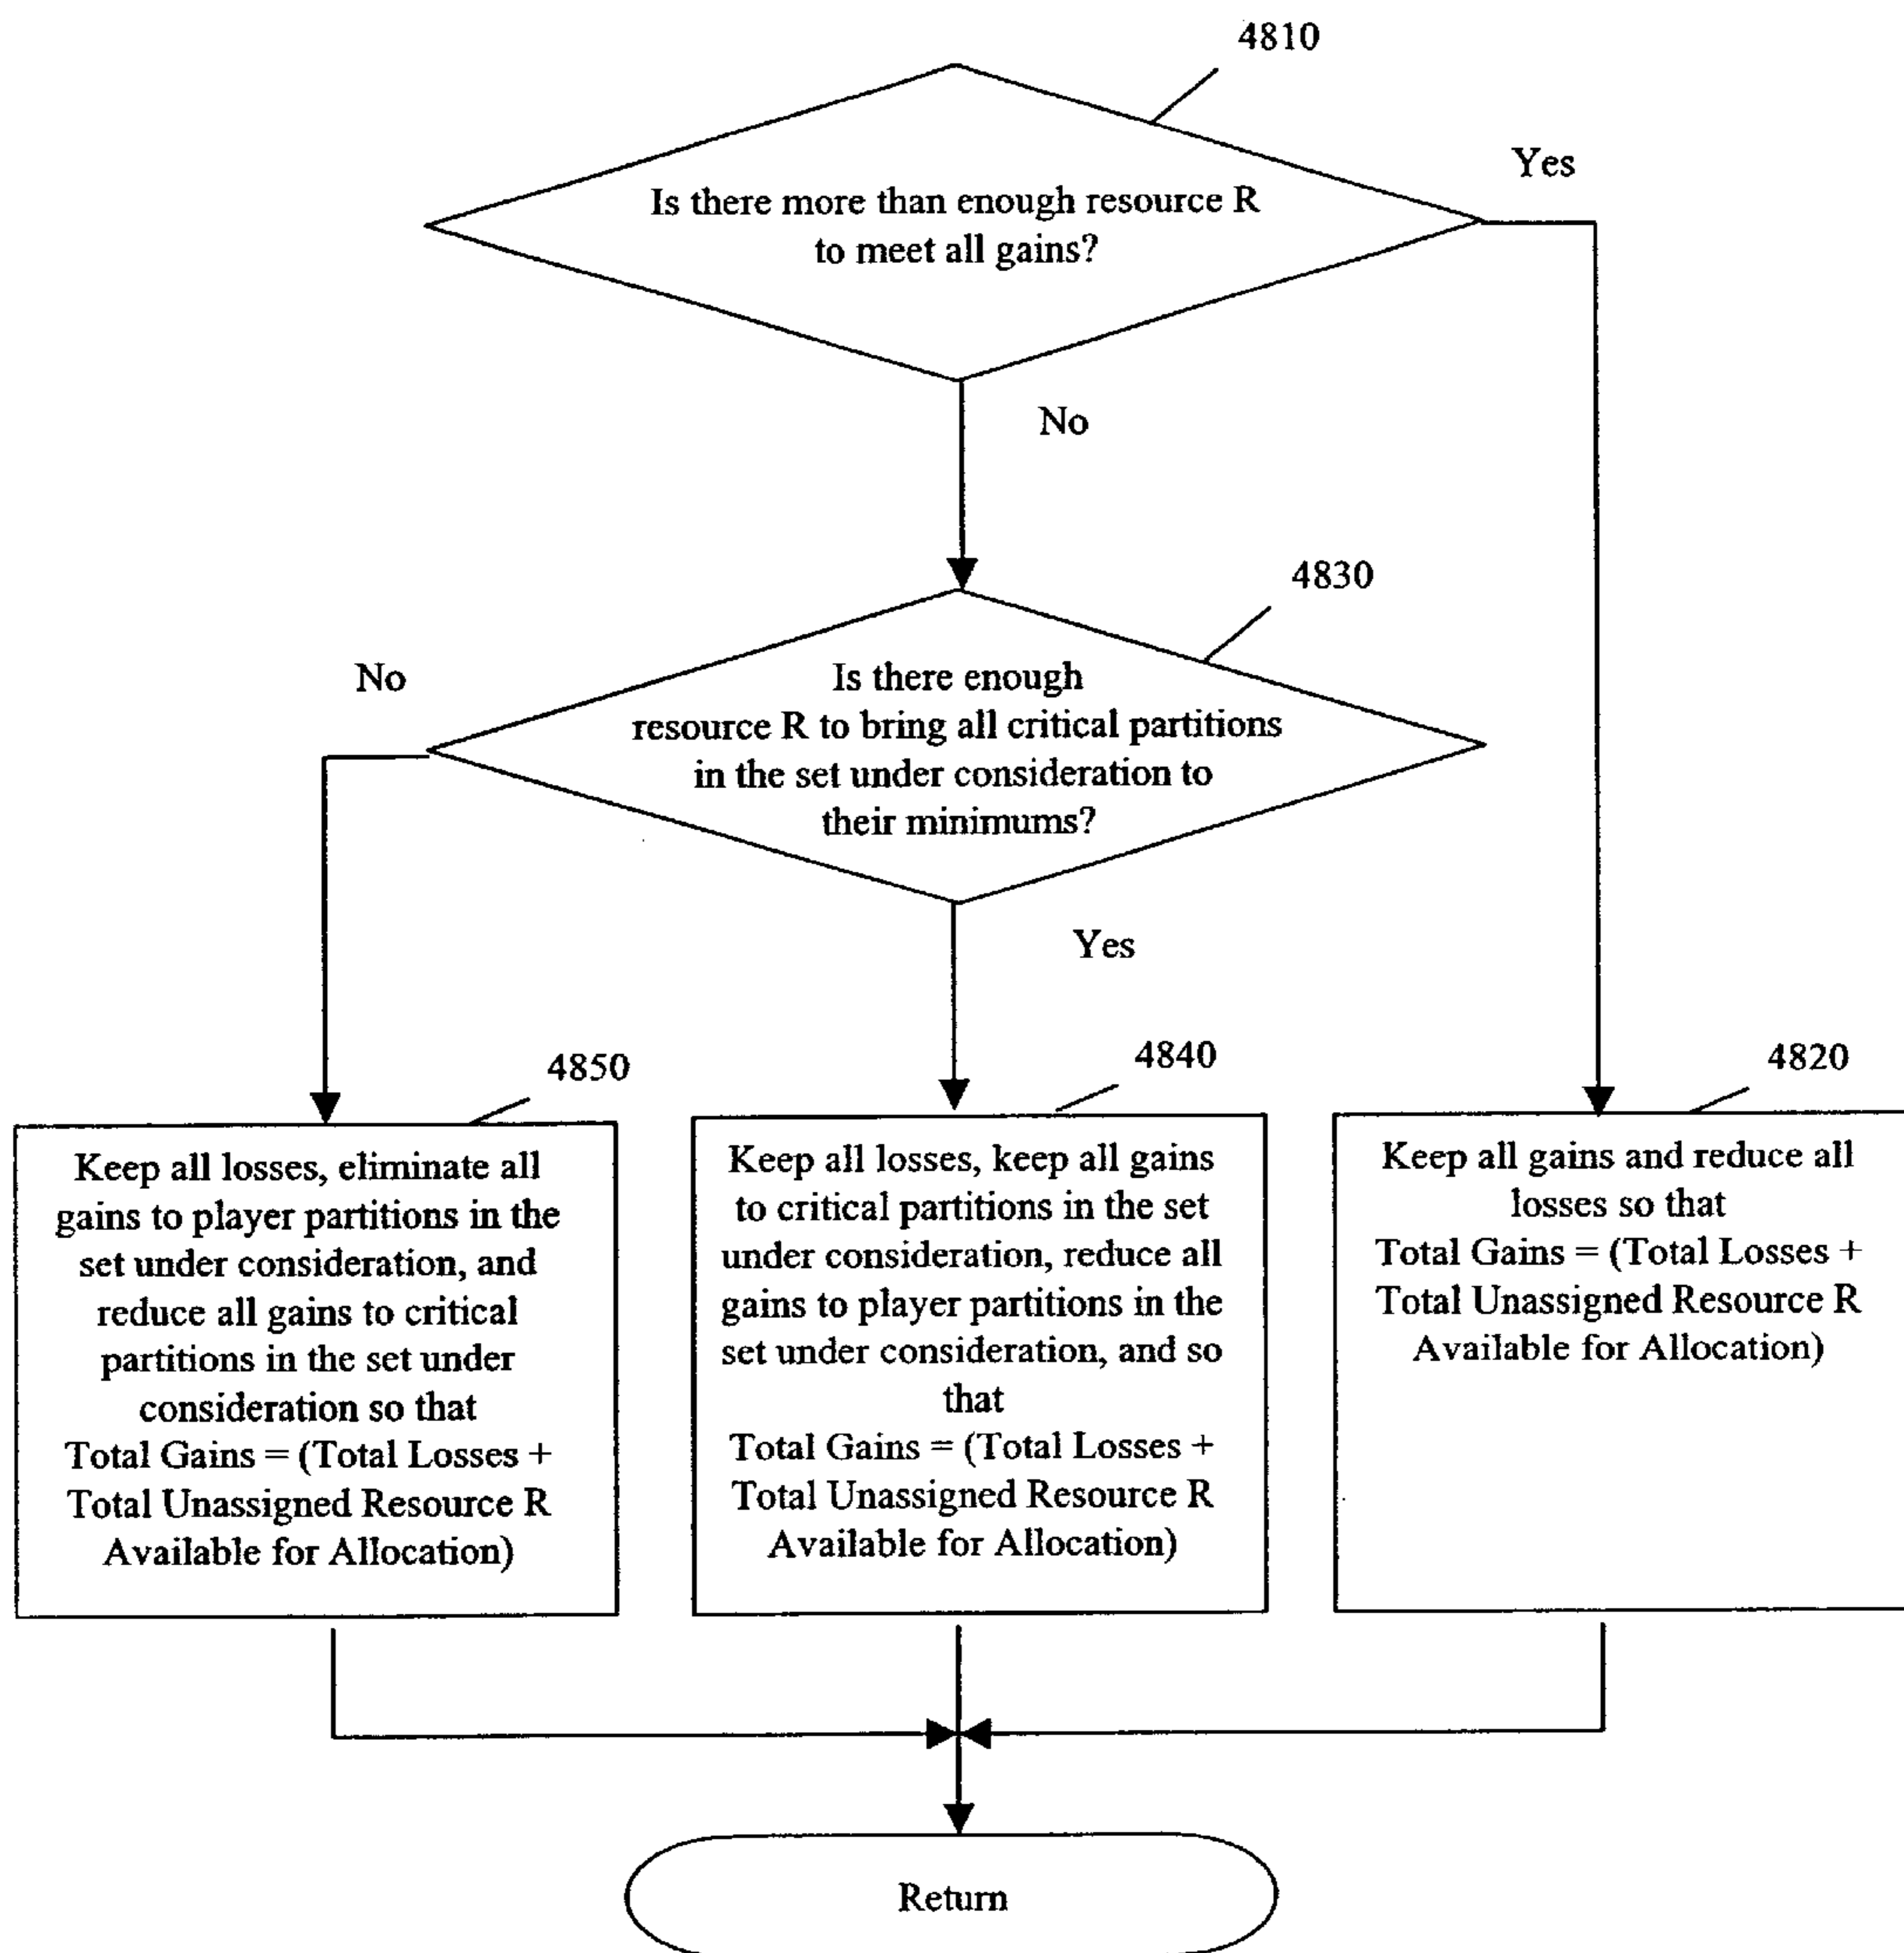 4810
Yes
Is there more than enough resource R
to meet all gains?
No
4830
No
Is there enough
resource R to bring all critical partitions
in the set under consideration to
their minimums?
Yes
4850
Keep all losses, eliminate all
gains to player partitions in the
set under consideration, and
reduce all gains to critical
partitions in the set under
consideration so that
Total Gains = (Total Losses +
Total Unassigned Resource R
Available for Allocation)
4840
Keep all losses, keep all gains
to critical partitions in the set
under consideration, reduce all
gains to player partitions in the
set under consideration, and so
that
Total Gains = (Total Losses +
Total Unassigned Resource R
Available for Allocation)
4820
Keep all gains and reduce all
losses so that
Total Gains = (Total Losses +
Total Unassigned Resource R
Available for Allocation)
Return